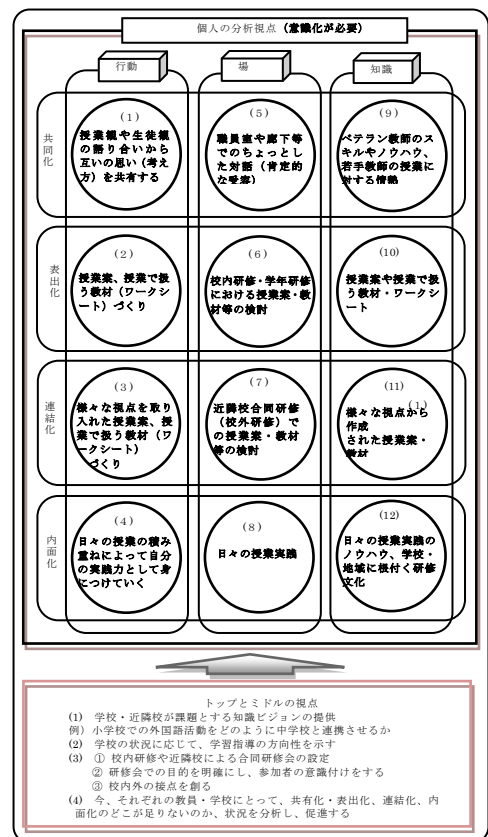 個人の分析視点（意識化が必要）
行動
場
知識
共同化
(1)
授業観や生徒観
の語り合いから
互いの思い（考え
方）を共有する
(5)
職員室や廊下等
でのちょっとし
た対話（肯定的
な受容）
(9)
ベテラン教師のス
キルやノウハウ、
若手教師の授業に
対する情熱
表出化
(2)
授業案、授業で扱
う教材（ワークシ
ート）づくり
(6)
校内研修・学年研修
における授業案・教
材等の検討
(10)
授業案や授業で扱
う教材・ワークシ
ート
連結化
(3)
様々な視点を取り
入れた授業案、授
業で扱う教材（ワ
ークシート）
づくり
(7)
近隣校合同研修
（校外研修）で
の授業案・教材
等の検討
(11)
(1)
様々な視点から
作成
された授業案・
教材
内面化
(4)
日々の授業の積み
重ねによって自分
の実践力として身
につけていく
(8)
日々の授業実践
(12)
日々の授業実践の
ノウハウ、学校・
地域に根付く研修
文化
トップとミドルの視点
(1) 学校・近隣校が課題とする知識ビジョンの提供
例）小学校での外国語活動をどのように中学校と連携させるか
(2) 学校の状況に応じて、学習指導の方向性を示す
(3) ① 校内研修や近隣校による合同研修会の設定
② 研修会での目的を明確にし、参加者の意識付けをする
③ 校内外の接点を創る
(4) 今、それぞれの教員・学校にとって、共有化・表出化、連結化、内
面化のどこが足りないのか、状況を分析し、促進する